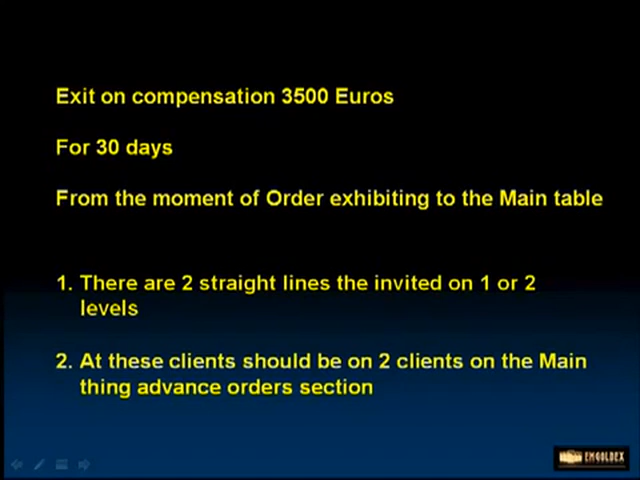 Exit on compensation 3500 Euros
For 30 days
From the moment of Order exhibiting to the Main table
1. There are 2 straight lines the invited on 1 or 2
levels
2. At these clients should be on 2 clients on the Main
thing advance orders section
EMGOLDEX